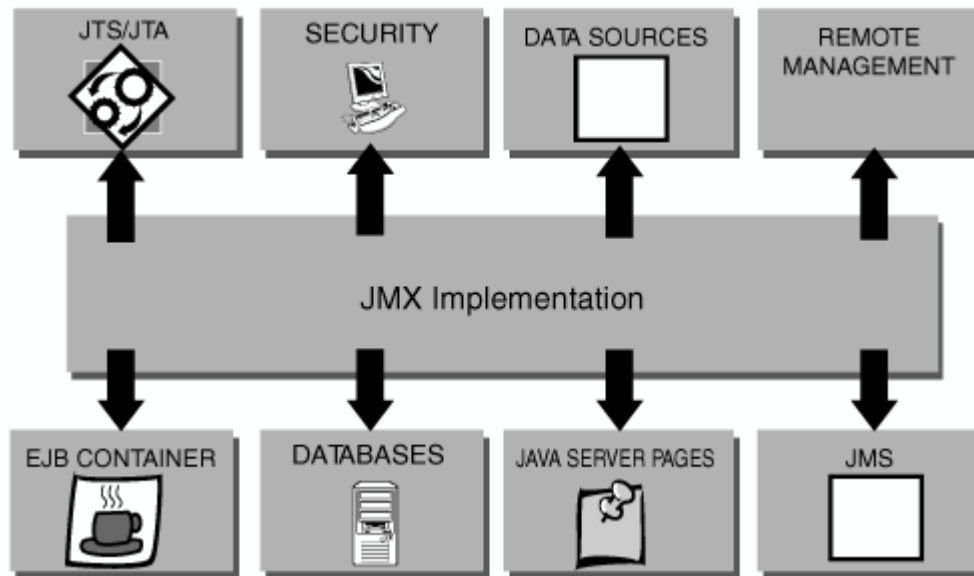 JTS/JTA
SECURITY
DATA SOURCES
REMOTE
MANAGEMENT
JMX Implementation
EJB CONTAINER
DATABASES
JAVA SERVER PAGES
JMS